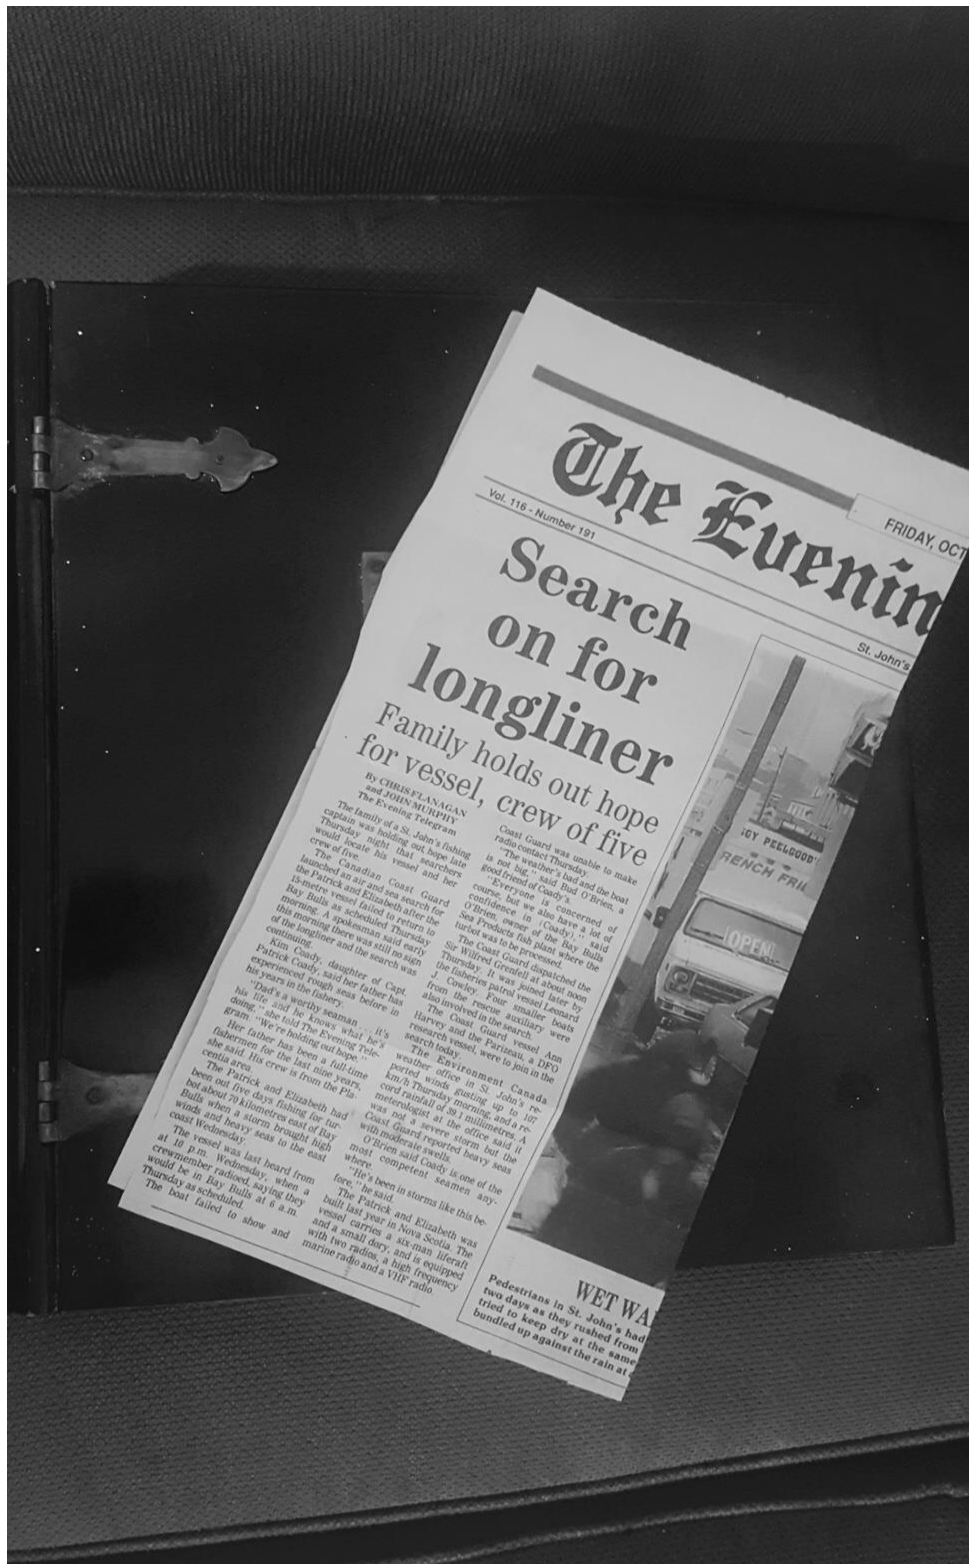 The Evenin
FRIDAY, OCT
Vol. 116 - Number 191
St. John's
Search
on for
longliner
Family holds out hope
for vessel, crew of five
By CHRIS FLANAGAN
and JOHN MURPHY
The Evening Telegram
The family of a St. John's fishing
captain was holding out hope late
Thursday night that searchers
would locate his vessel and her
crew of five.
The Canadian Coast Guard
launched an air and sea search for
the Patrick and Elizabeth after the
15-metre vessel failed to return to
Bay Bulls as scheduled Thursday
morning. A spokesman said early
this morning there was still no sign
of the longliner and the search was
continuing.
Kim Coady, daughter of Capt.
Patrick Coady, said her father has
experienced rough seas before in
his years in the fishery.
"Dad's a worthy seaman . . . it's
his life and he knows what he's
doing," she told The Evening Tele-
gram. "We're holding out hope."
Her father has been a full-time
fishermen for the last nine years,
she said. His crew is from the Pla-
centia area.
The Patrick and Elizabeth had
been out five days fishing for tur-
bot about 70 kilometres east of Bay
Bulls when a storm brought high
winds and heavy seas to the east
coast Wednesday.
The vessel was last heard from
at 10 p.m. Wednesday, when a
crewmember radioed, saying they
would be in Bay Bulls at 6 a.m.
Thursday as scheduled.
The boat failed to show and
Coast Guard was unable to make
radio contact Thursday.
"The weather's bad and the boat
is not big," said Bud O'Brien, a
good friend of Coady's.
"Everyone is concerned of
course, but we also have a lot of
confidence in (Coady)," said
O'Brien, owner of the Bay Bulls
Sea Products fish plant where the
turbot was to be processed.
The Coast Guard dispatched the
Sir Wilfred Grenfell at about noon
Thursday. It was joined later by
the fisheries patrol vessel Leonard
J. Cowley. Four smaller boats
from the rescue auxiliary were
also involved in the search.
The Coast Guard vessel Ann
Harvey and the Parizeau, a DFO
research vessel, were to join in the
search today.
The Environment Canada
weather office in St. John's re-
ported winds gusting up to 107
km/h Thursday morning, and a re-
cord rainfall of 39.1 millimetres. A
meterologist at the office said it
was not a severe storm but the
Coast Guard reported heavy seas
with moderate swells.
O'Brien said Coady is one of the
most competent seamen any-
where.
"He's been in storms like this be-
fore," he said.
The Patrick and Elizabeth was
built last year in Nova Scotia. The
vessel carries a six-man liferaft
and a small dory, and is equipped
with two radios, a high frequency
marine radio and a VHF radio.
GY PEELGOOD'
RENCH FRI
OPEN
WET WA
Pedestrians in St. John's had
two days as they rushed from
tried to keep dry at the same
bundled up against the rain at